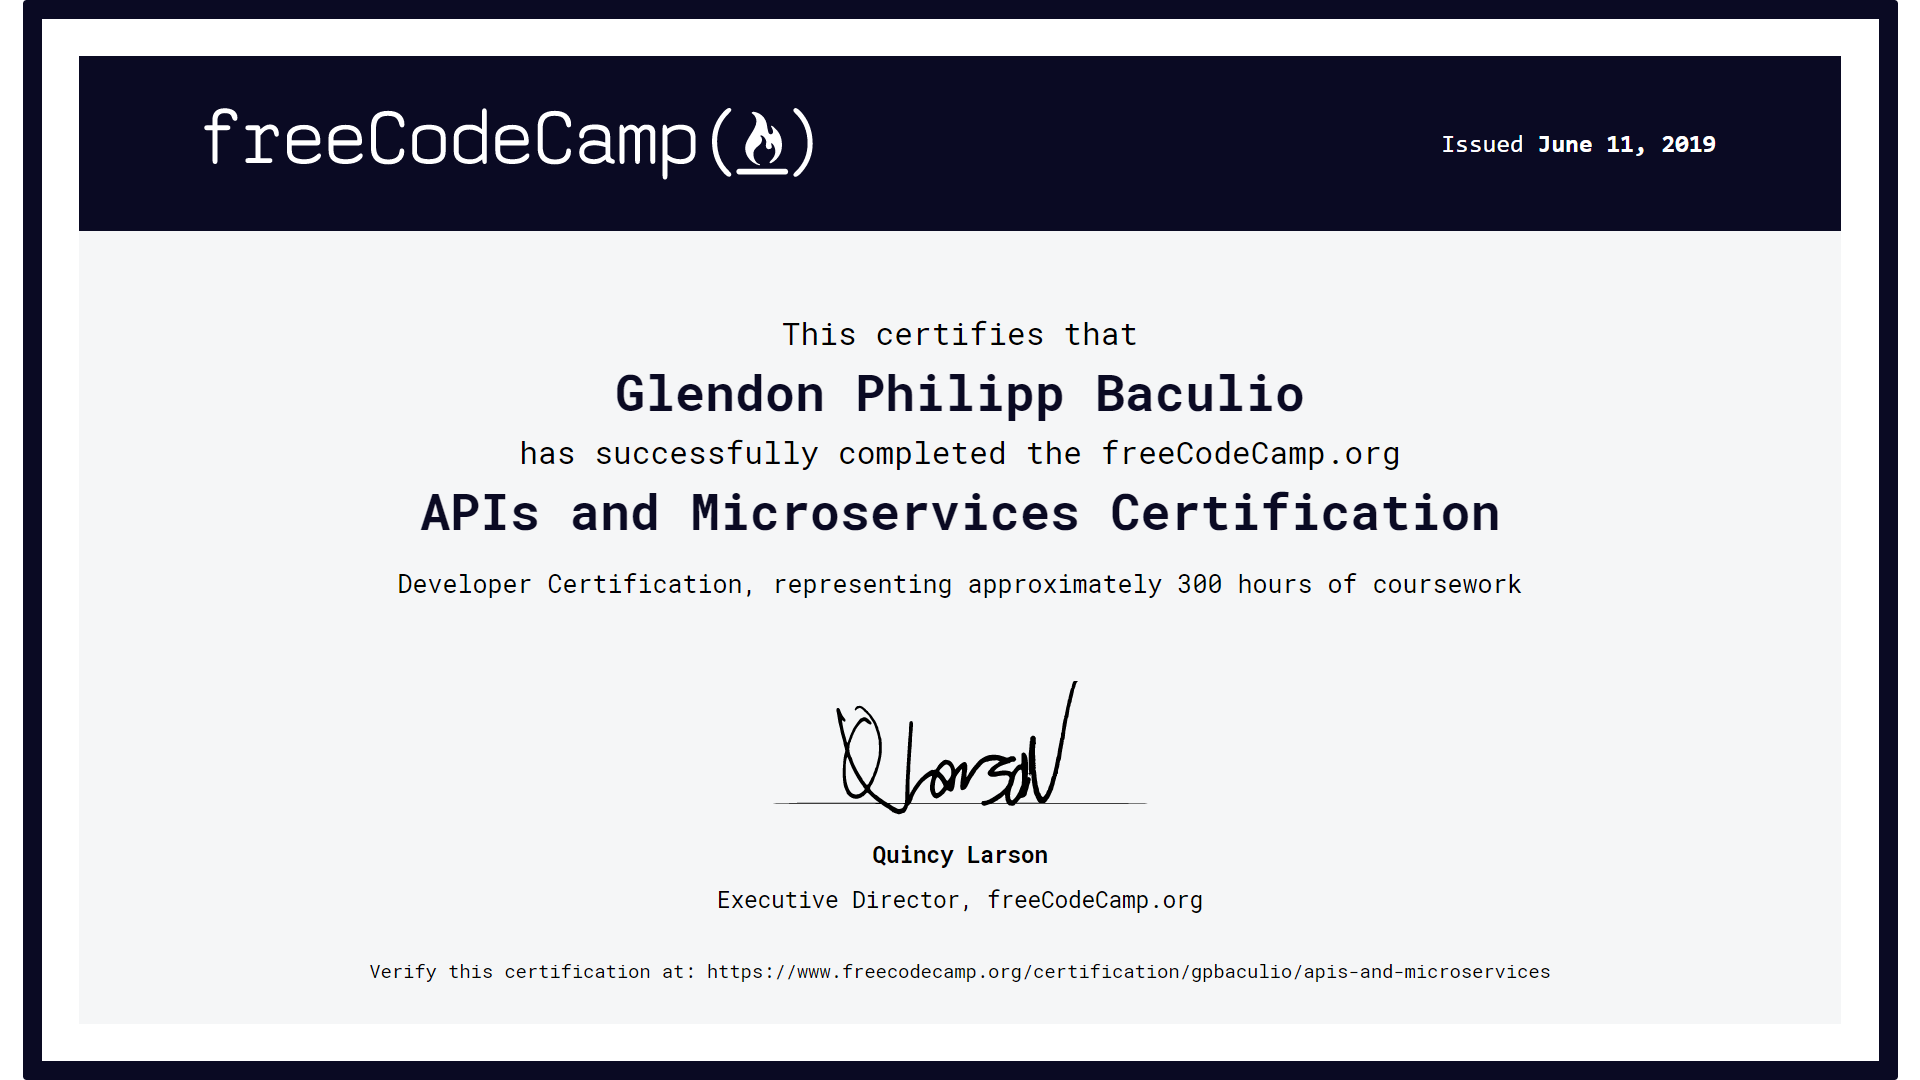 freeCodeCamp(🔥)
Issued June 11, 2019
This certifies that
Glendon Philipp Baculio
has successfully completed the freeCodeCamp.org
APIs and Microservices Certification
Developer Certification, representing approximately 300 hours of coursework
Q Larson
Quincy Larson
Executive Director, freeCodeCamp.org
Verify this certification at: https://www.freecodecamp.org/certification/gpbaculio/apis-and-microservices